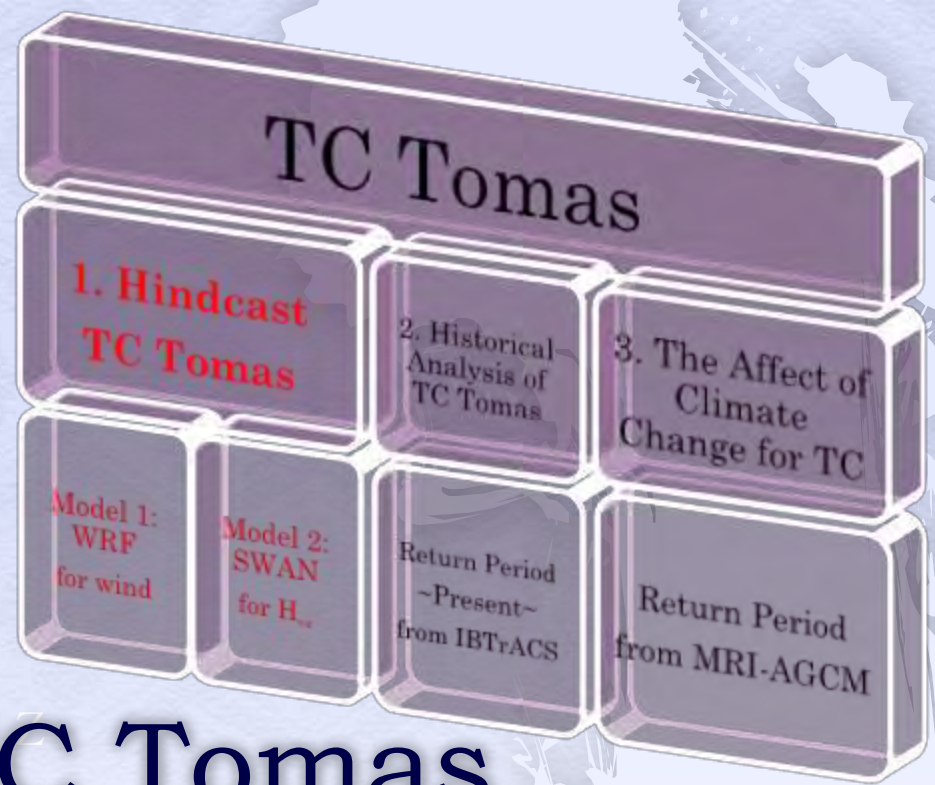 TC Tomas
1. Hindcast
TC Tomas
2. Historical
Analysis of
TC Tomas
3. The Affect of
Climate
Change for TC
Model 1:
WRF
for wind
Model 2:
SWAN
for H
Return Period
~Present~
from IBTrACS
Return Period
from MRI-AGCM
C Tomas